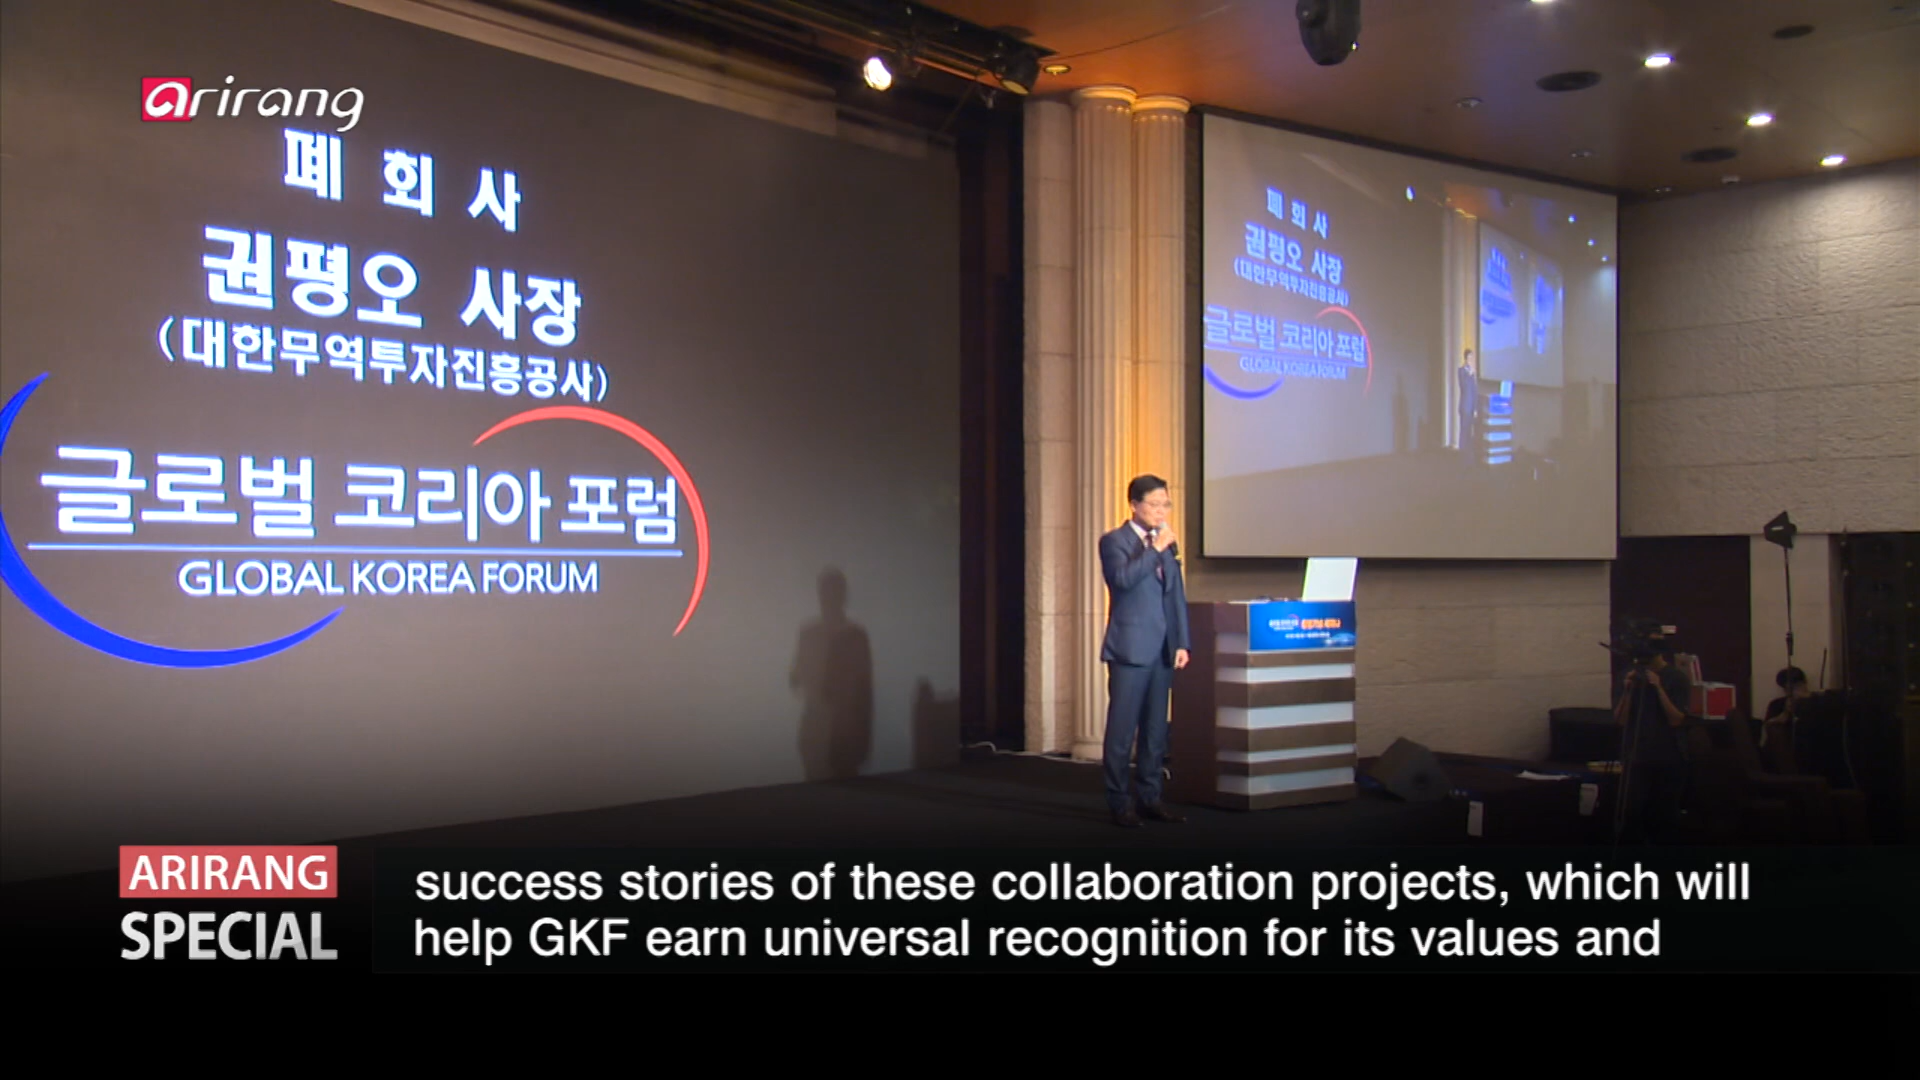 arirang
폐 회 사
권평오 사장
(대한무역투자진흥공사)
글로벌 코리아 포럼
GLOBAL KOREA FORUM
폐 회 사
권평오 사장
(대한무역투자진흥공사)
글로벌 코리아 포럼
GLOBAL KOREA FORUM
ARIRANG
SPECIAL
success stories of these collaboration projects, which will
help GKF earn universal recognition for its values and